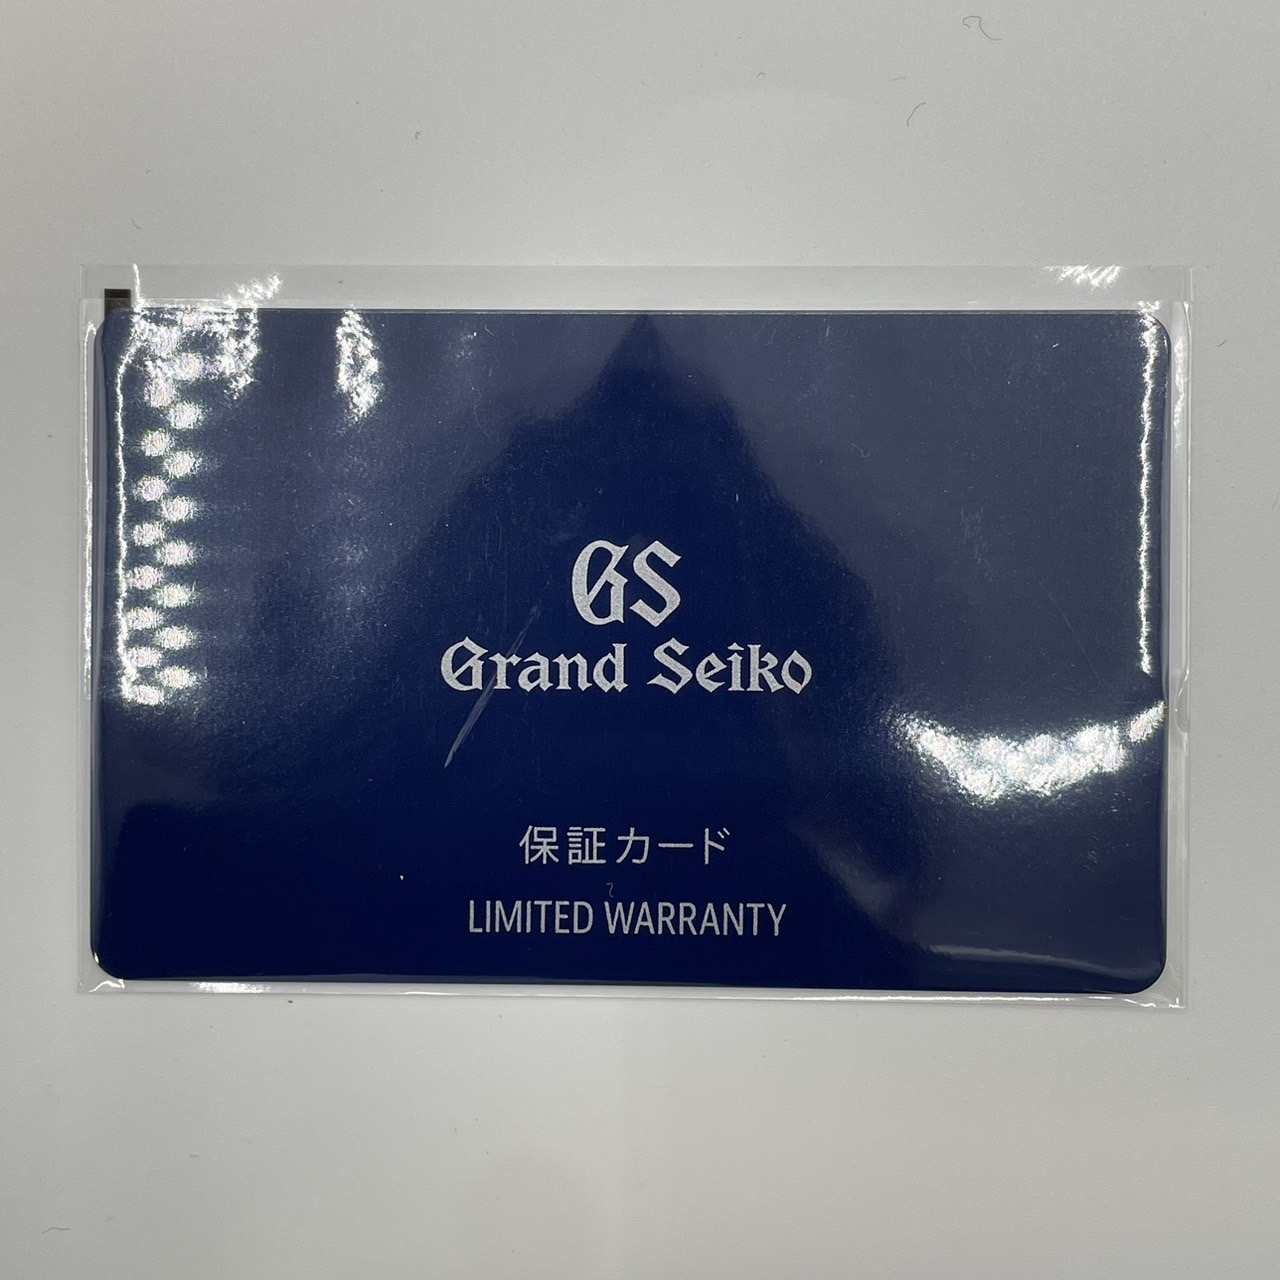 GS
Grand Seiko
保証カード
LIMITED WARRANTY